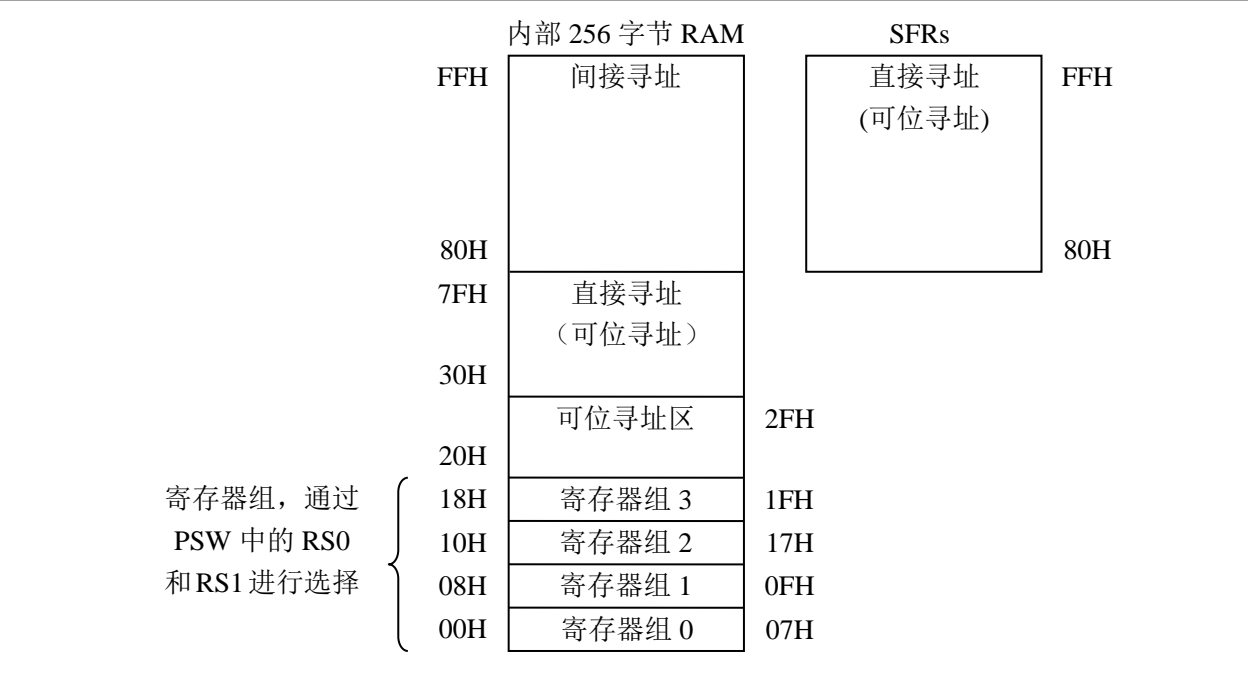 内部 256 字节 RAM SFRs
FFH 间接寻址 直接寻址 FFH
(可位寻址)
80H 80H
7FH 直接寻址
（可位寻址）
30H
可位寻址区 2FH
20H
寄存器组，通过 18H 寄存器组 3 1FH
PSW 中的 RS0 10H 寄存器组 2 17H
和 RS1 进行选择 08H 寄存器组 1 0FH
00H 寄存器组 0 07H